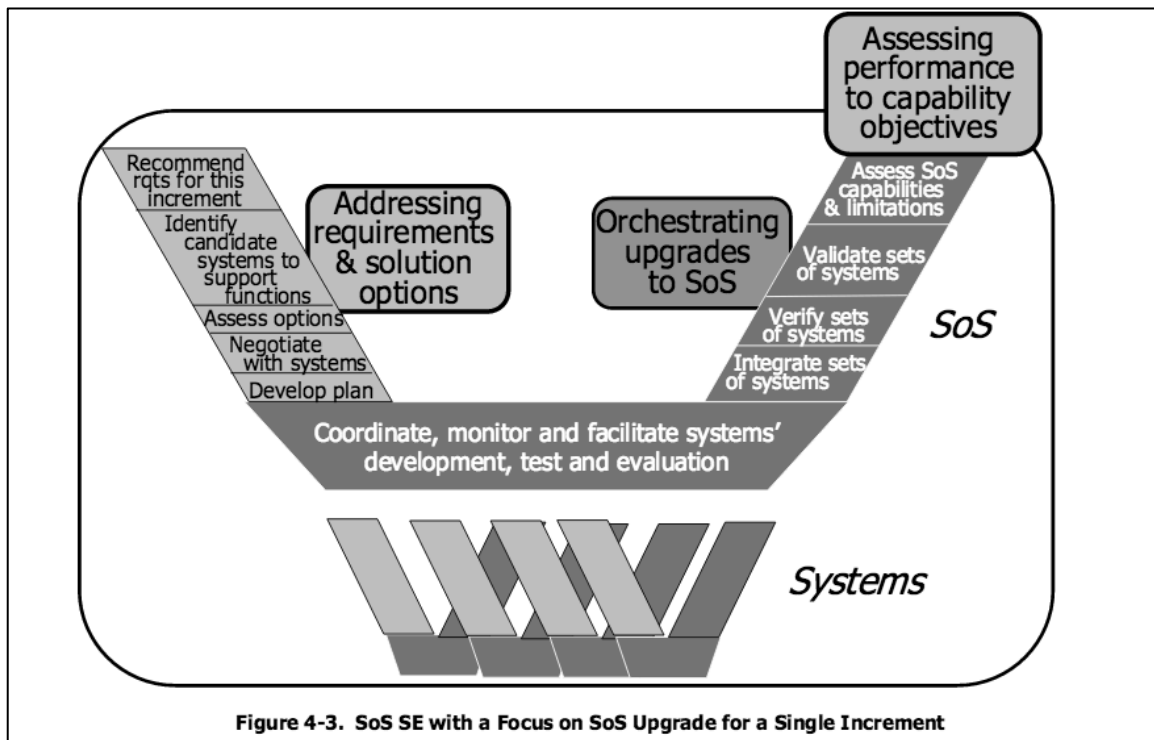 Assessing
performance
to capability
objectives
Recommend
rqts for this
increment
Identify
candidate
systems to
support
functions
Assess options
Negotiate
with systems
Develop plan
Addressing
requirements
& solution
options
Orchestrating
upgrades
to SoS
Assess SoS
capabilities
& limitations
Validate sets
of systems
Verify sets
of systems
Integrate sets
of systems
SoS
Coordinate, monitor and facilitate systems’
development, test and evaluation
Systems
Figure 4-3. SoS SE with a Focus on SoS Upgrade for a Single Increment